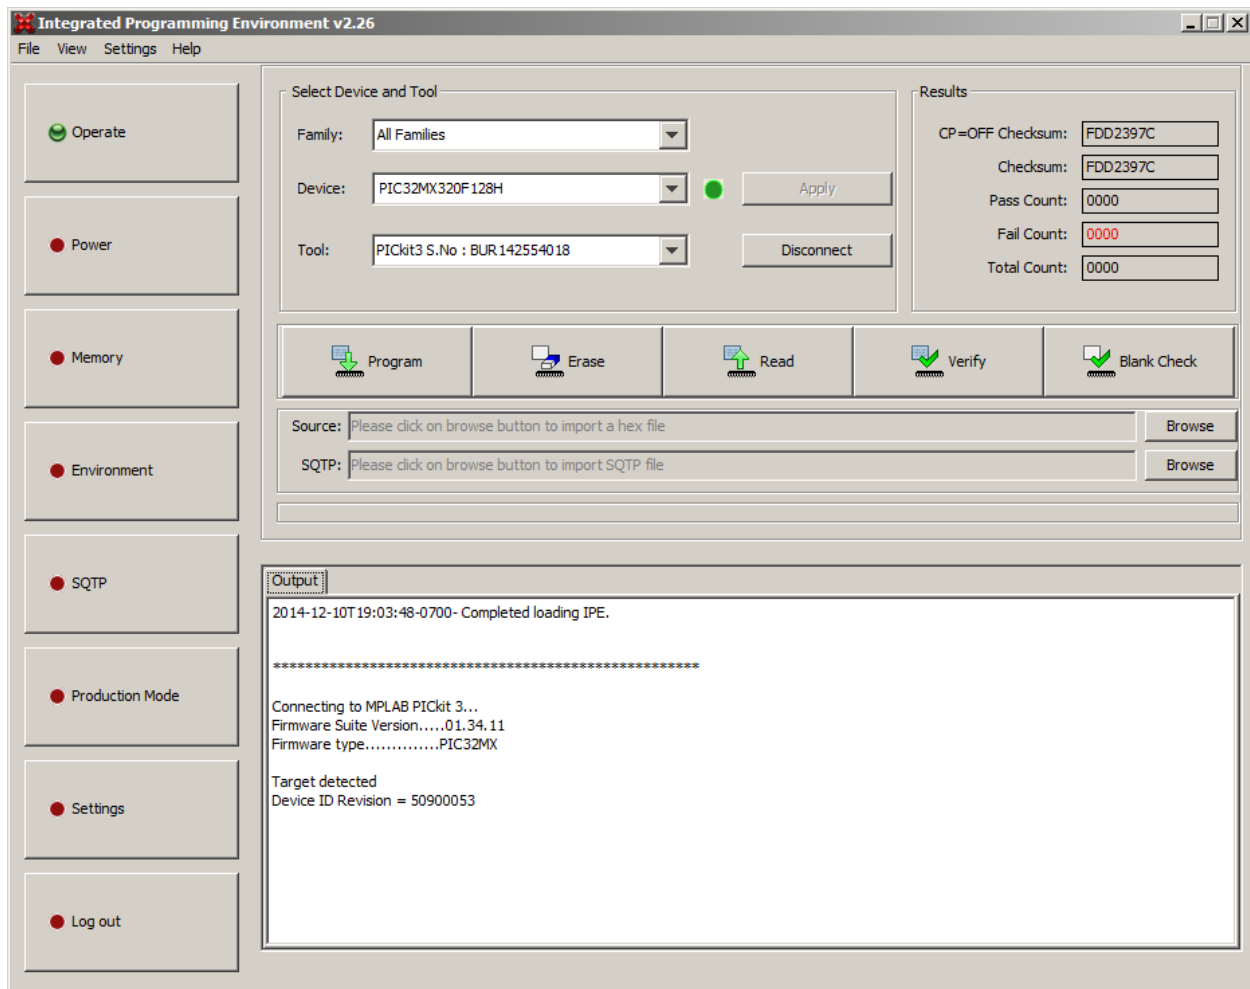 Integrated Programming Environment v2.26
File View Settings Help
Operate
Power
Memory
Environment
SQTP
Production Mode
Settings
Log out
Select Device and Tool
Family: All Families
Device: PIC32MX320F128H Apply
Tool: PICkit3 S.No : BUR142554018 Disconnect
Results
CP=OFF Checksum: FDD2397C
Checksum: FDD2397C
Pass Count: 0000
Fail Count: 0000
Total Count: 0000
Program Erase Read Verify Blank Check
Source: Please click on browse button to import a hex file Browse
SQTP: Please click on browse button to import SQTP file Browse
Output
2014-12-10T19:03:48-0700- Completed loading IPE.
*****************************************************
Connecting to MPLAB PICkit 3...
Firmware Suite Version.....01.34.11
Firmware type..............PIC32MX
Target detected
Device ID Revision = 50900053